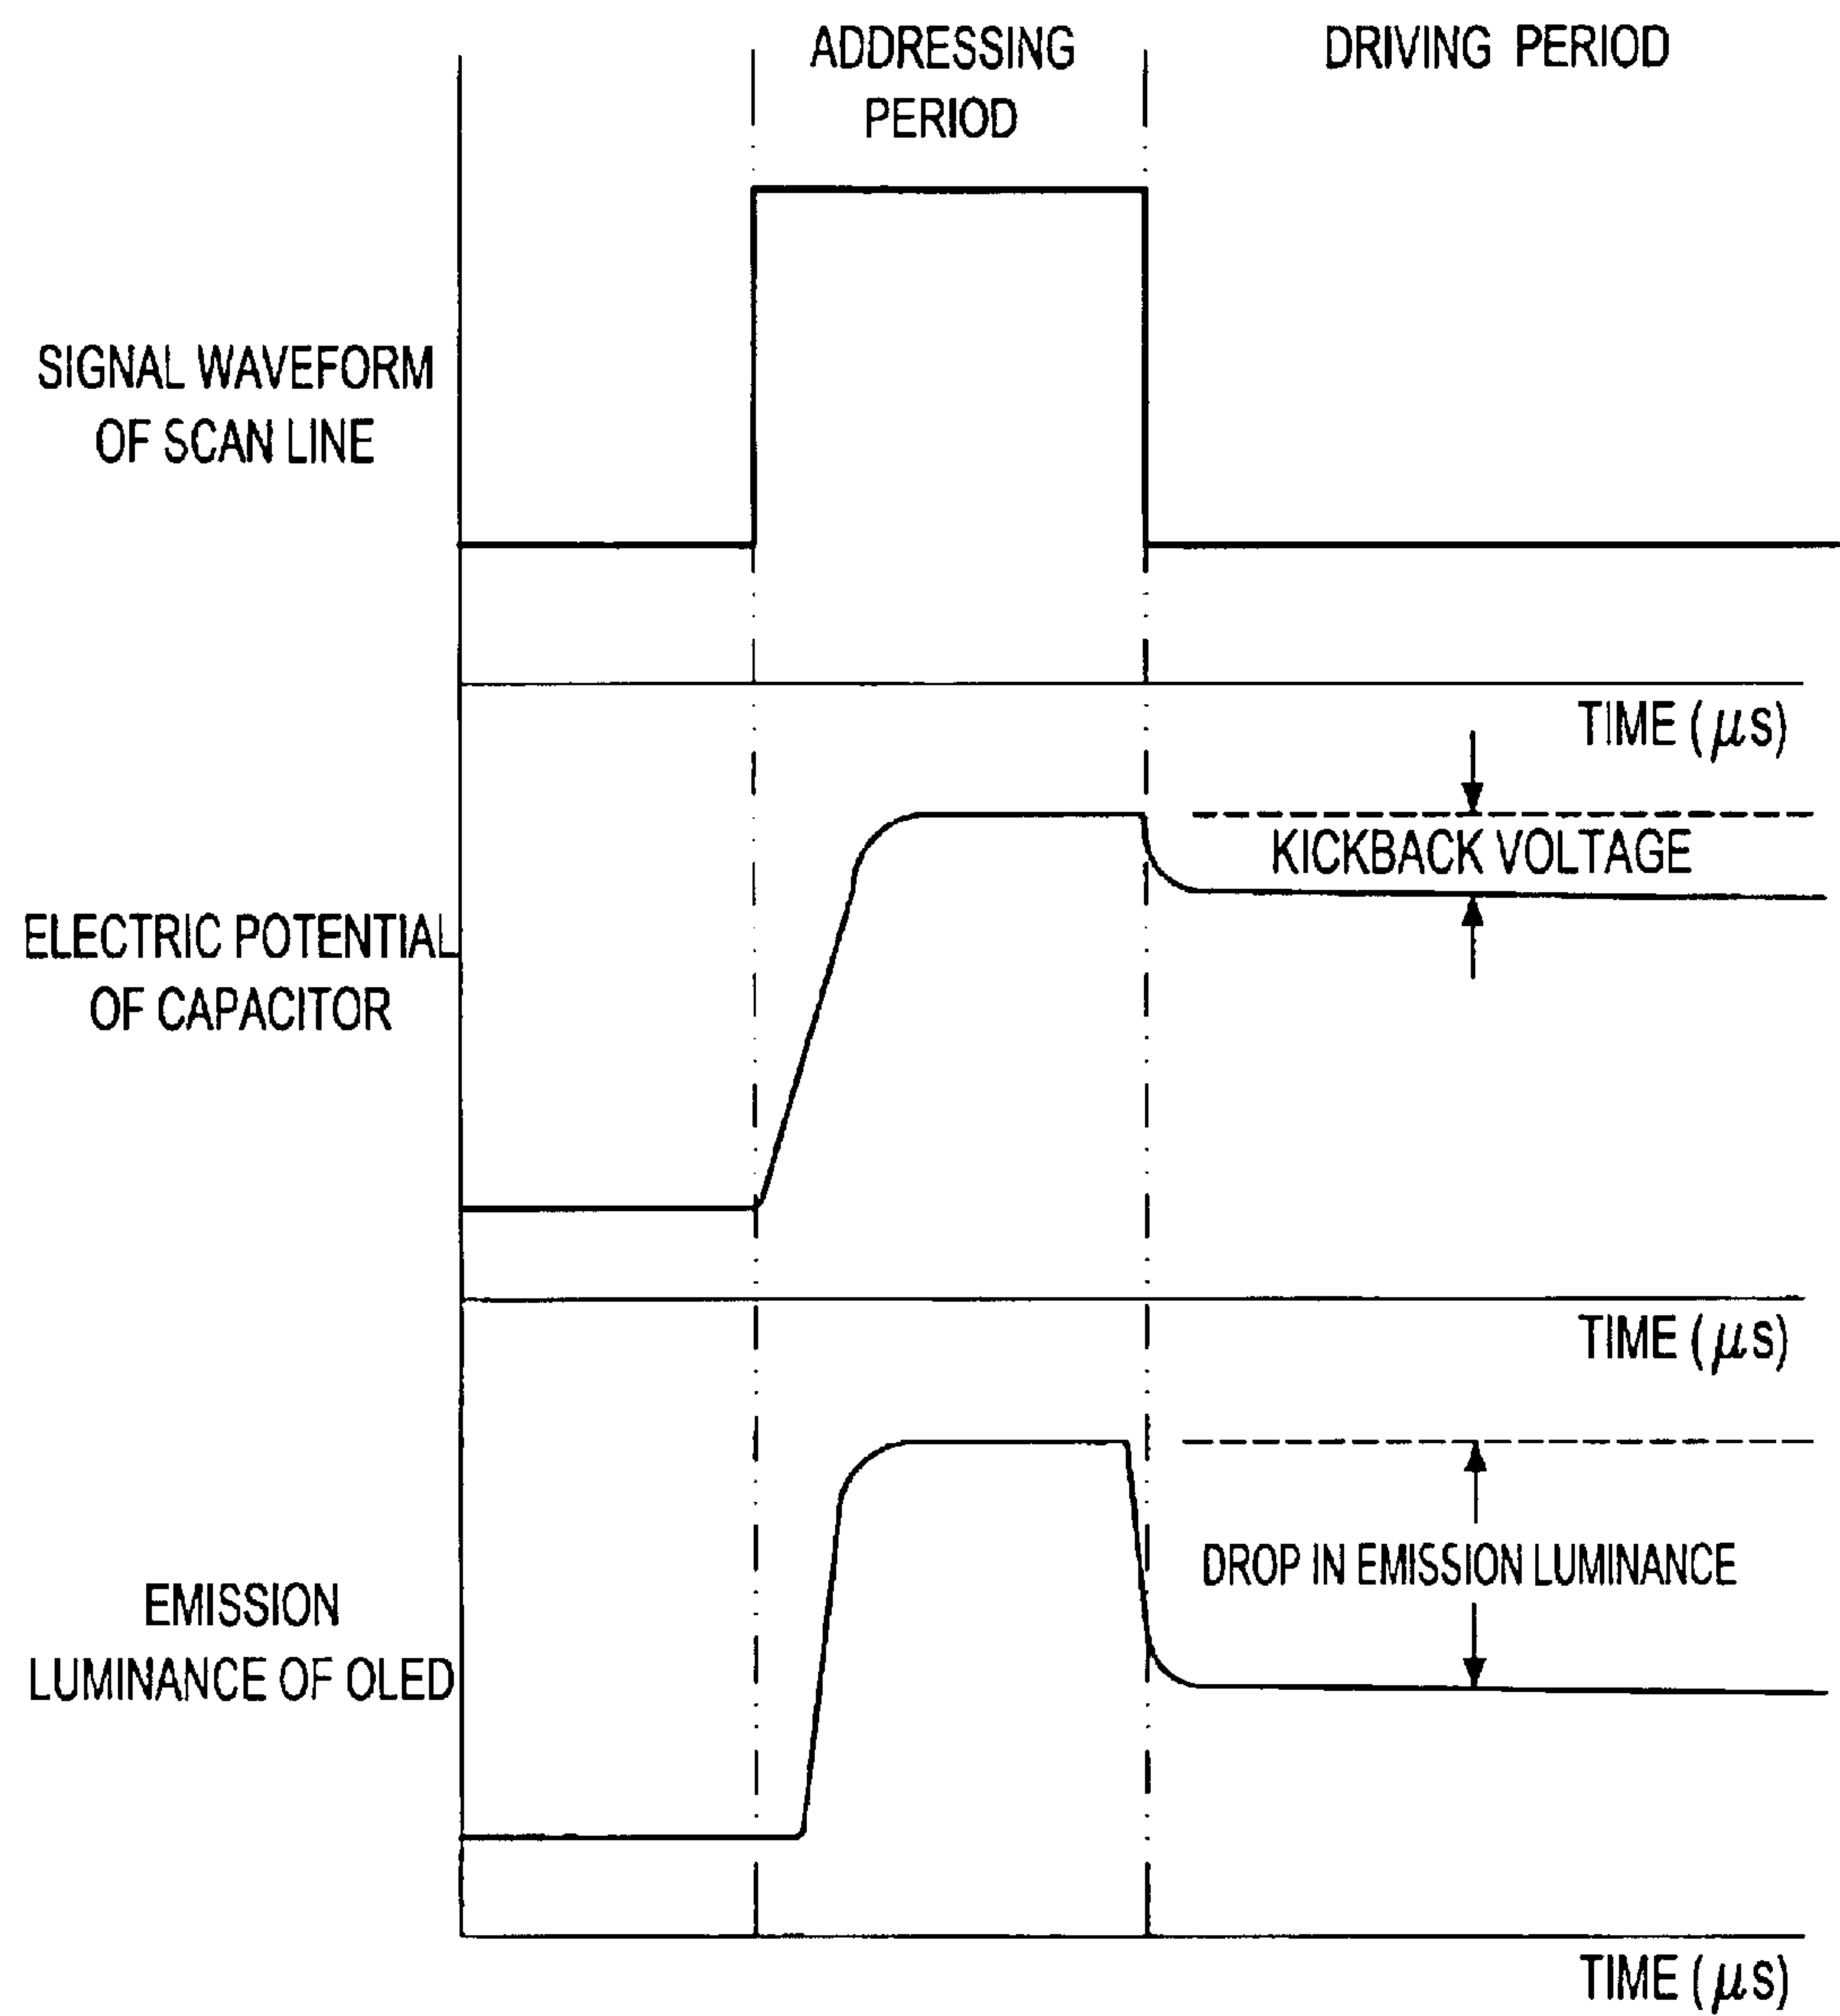 ADDRESSING
PERIOD
DRIVING PERIOD
SIGNAL WAVEFORM
OF SCAN LINE
TIME (μs)
KICKBACK VOLTAGE
ELECTRIC POTENTIAL
OF CAPACITOR
TIME (μs)
DROP IN EMISSION LUMINANCE
EMISSION
LUMINANCE OF OLED
TIME (μs)